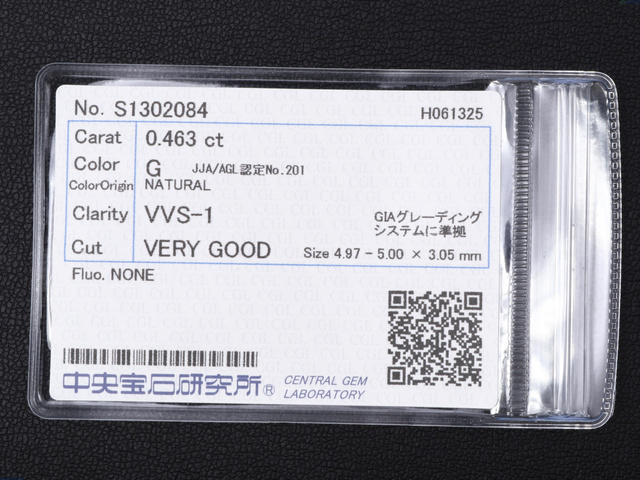 No. S1302084 H061325
Carat 0.463 ct
Color G JJA/AGL認定No.201
ColorOrigin NATURAL
Clarity VVS-1 GIAグレーディング
システムに準拠
Cut VERY GOOD Size 4.97 - 5.00 × 3.05 mm
Fluo. NONE
中央宝石研究所® CENTRAL GEM
LABORATORY